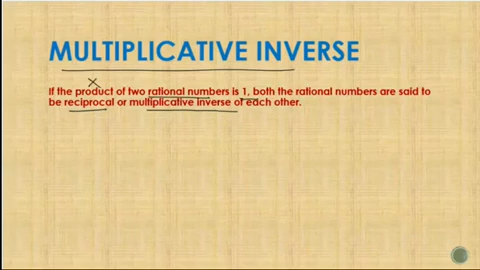 MULTIPLICATIVE INVERSE
If the product of two rational numbers is 1, both the rational numbers are said to
be reciprocal or multiplicative inverse of each other.